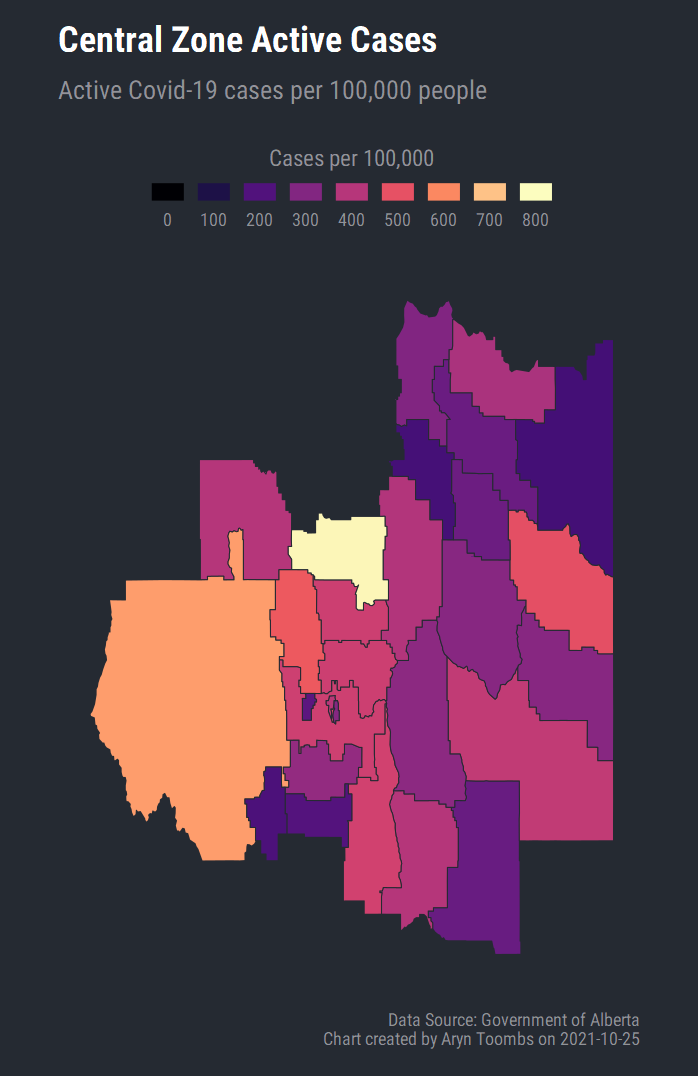 Central Zone Active Cases
Active Covid-19 cases per 100,000 people
Cases per 100,000
0 100 200 300 400 500 600 700 800
Data Source: Government of Alberta
Chart created by Aryn Toombs on 2021-10-25